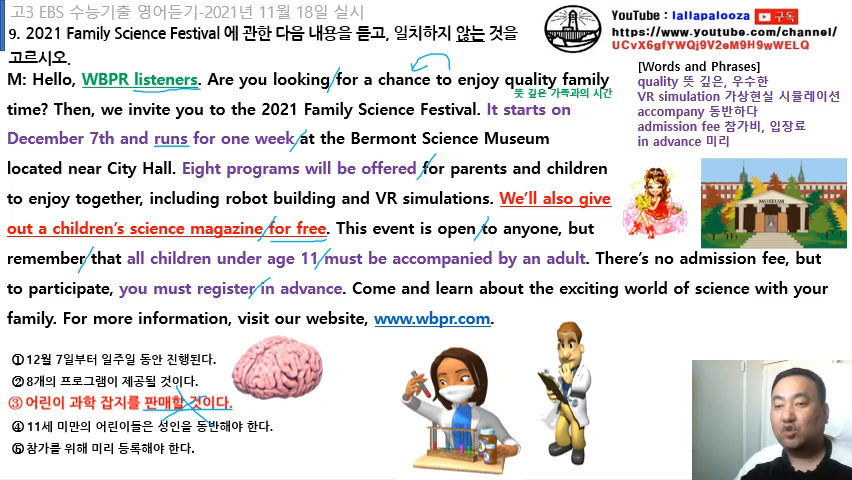 고3 EBS 수능기출 영어듣기-2021년 11월 18일 실시
9. 2021 Family Science Festival 에 관한 다음 내용을 듣고, 일치하지 않는 것을
고르시오.
M: Hello, WBPR listeners. Are you looking for a chance to enjoy quality family
뜻 깊은 가족과의 시간
time? Then, we invite you to the 2021 Family Science Festival. It starts on
December 7th and runs for one week at the Bermont Science Museum
located near City Hall. Eight programs will be offered for parents and children
to enjoy together, including robot building and VR simulations. We’ll also give
out a children’s science magazine for free. This event is open to anyone, but
remember that all children under age 11 must be accompanied by an adult. There’s no admission fee, but
to participate, you must register in advance. Come and learn about the exciting world of science with your
family. For more information, visit our website, www.wbpr.com.
① 12월 7일부터 일주일 동안 진행된다.
② 8개의 프로그램이 제공될 것이다.
③ 어린이 과학 잡지를 판매할 것이다.
④ 11세 미만의 어린이들은 성인을 동반해야 한다.
⑤ 참가를 위해 미리 등록해야 한다.
YouTube : lallapalooza 구독
https://www.youtube.com/channel/
UCvX6gfYWQj9V2eM9H9wWELQ
[Words and Phrases]
quality 뜻 깊은, 우수한
VR simulation 가상현실 시뮬레이션
accompany 동반하다
admission fee 참가비, 입장료
in advance 미리
MUSEUM